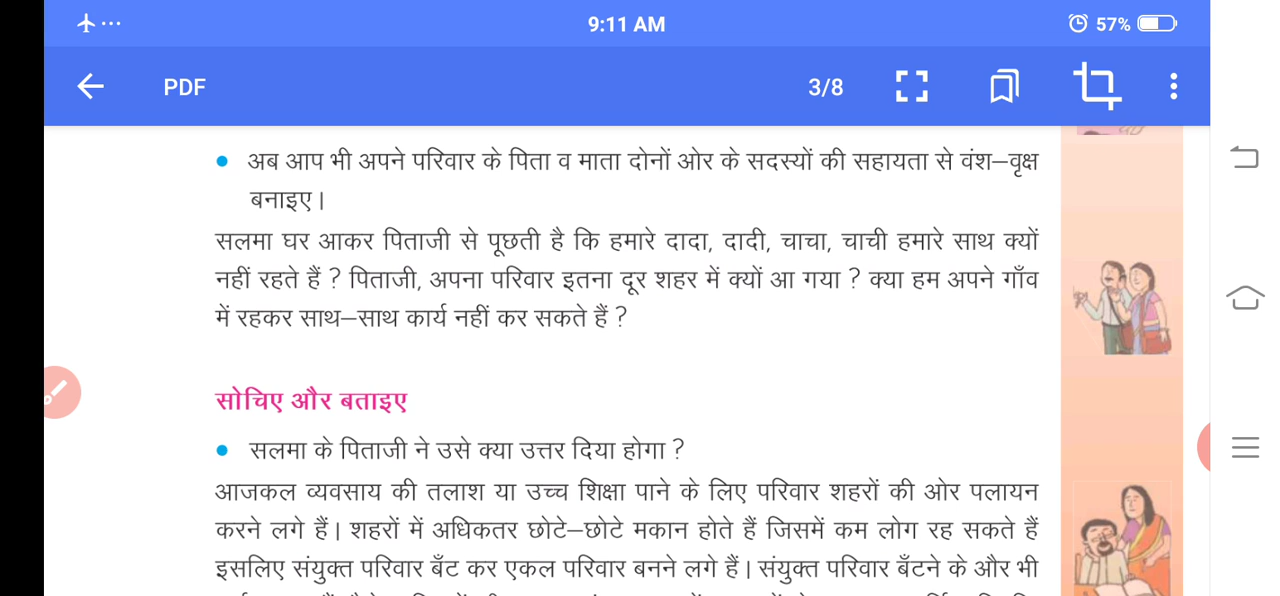 9:11 AM
57%
PDF
3/8
अब आप भी अपने परिवार के पिता व माता दोनों ओर के सदस्यों की सहायता से वंश–वृक्ष
बनाइए।
सलमा घर आकर पिताजी से पूछती है कि हमारे दादा, दादी, चाचा, चाची हमारे साथ क्यों
नहीं रहते हैं ? पिताजी, अपना परिवार इतना दूर शहर में क्यों आ गया ? क्या हम अपने गाँव
में रहकर साथ–साथ कार्य नहीं कर सकते हैं ?
सोचिए और बताइए
सलमा के पिताजी ने उसे क्या उत्तर दिया होगा ?
आजकल व्यवसाय की तलाश या उच्च शिक्षा पाने के लिए परिवार शहरों की ओर पलायन
करने लगे हैं। शहरों में अधिकतर छोटे–छोटे मकान होते हैं जिसमें कम लोग रह सकते हैं
इसलिए संयुक्त परिवार बँट कर एकल परिवार बनने लगे हैं। संयुक्त परिवार बँटने के और भी